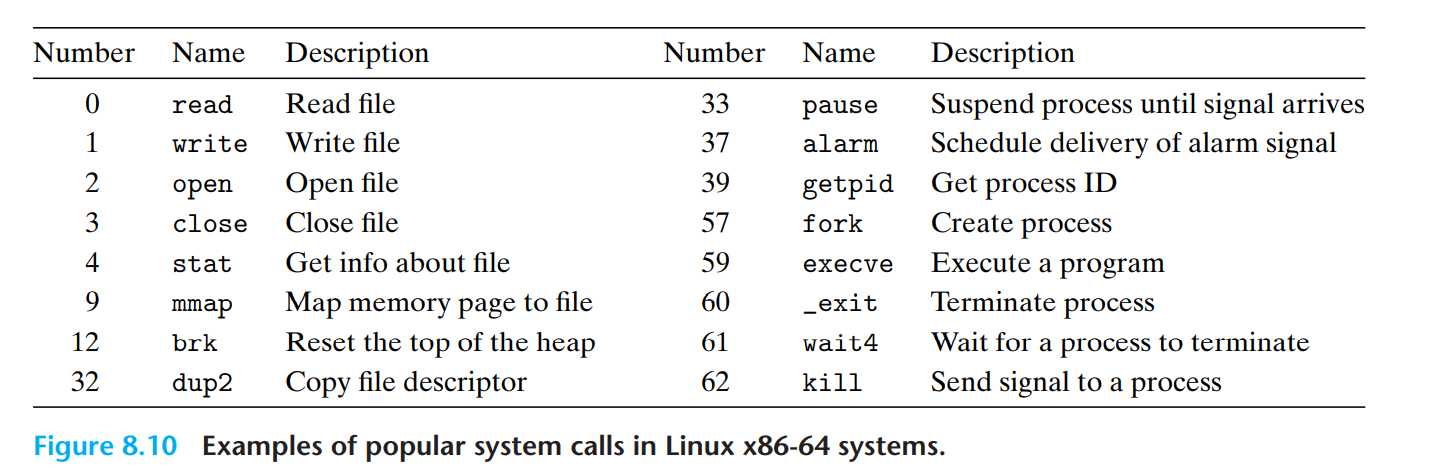 Number Name Description Number Name Description
0 read Read file 33 pause Suspend process until signal arrives
1 write Write file 37 alarm Schedule delivery of alarm signal
2 open Open file 39 getpid Get process ID
3 close Close file 57 fork Create process
4 stat Get info about file 59 execve Execute a program
9 mmap Map memory page to file 60 _exit Terminate process
12 brk Reset the top of the heap 61 wait4 Wait for a process to terminate
32 dup2 Copy file descriptor 62 kill Send signal to a process
Figure 8.10 Examples of popular system calls in Linux x86-64 systems.